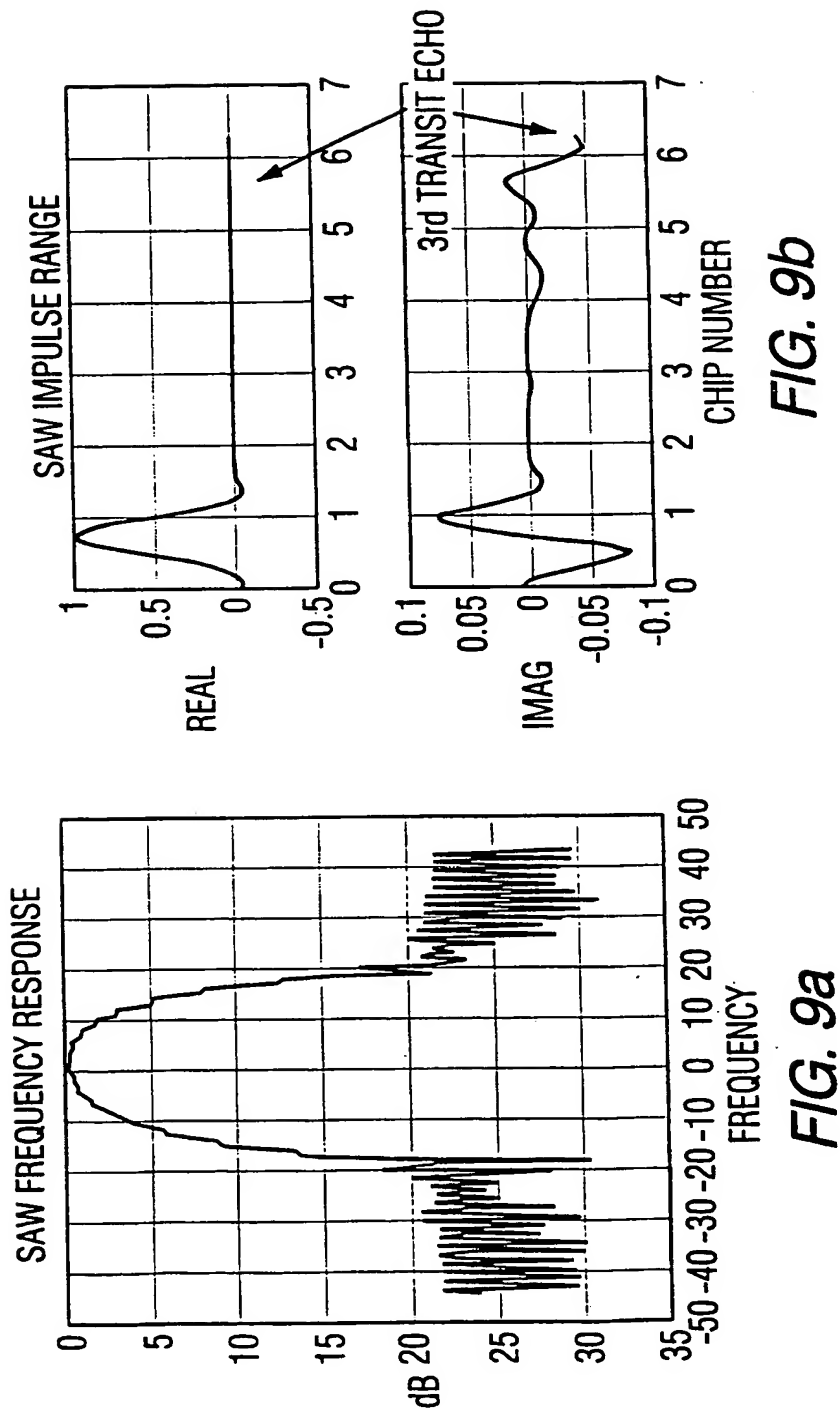 SAW FREQUENCY RESPONSE
0
5
10
15
20
25
30
35
dB
-50 -40 -30 -20 -10 0 10 20 30 40 50
FREQUENCY
FIG. 9a
SAW IMPULSE RANGE
1
0.5
0
-0.5
REAL
0 1 2 3 4 5 6 7
3rd TRANSIT ECHO
0.1
0.05
0
-0.05
-0.1
IMAG
0 1 2 3 4 5 6 7
CHIP NUMBER
FIG. 9b